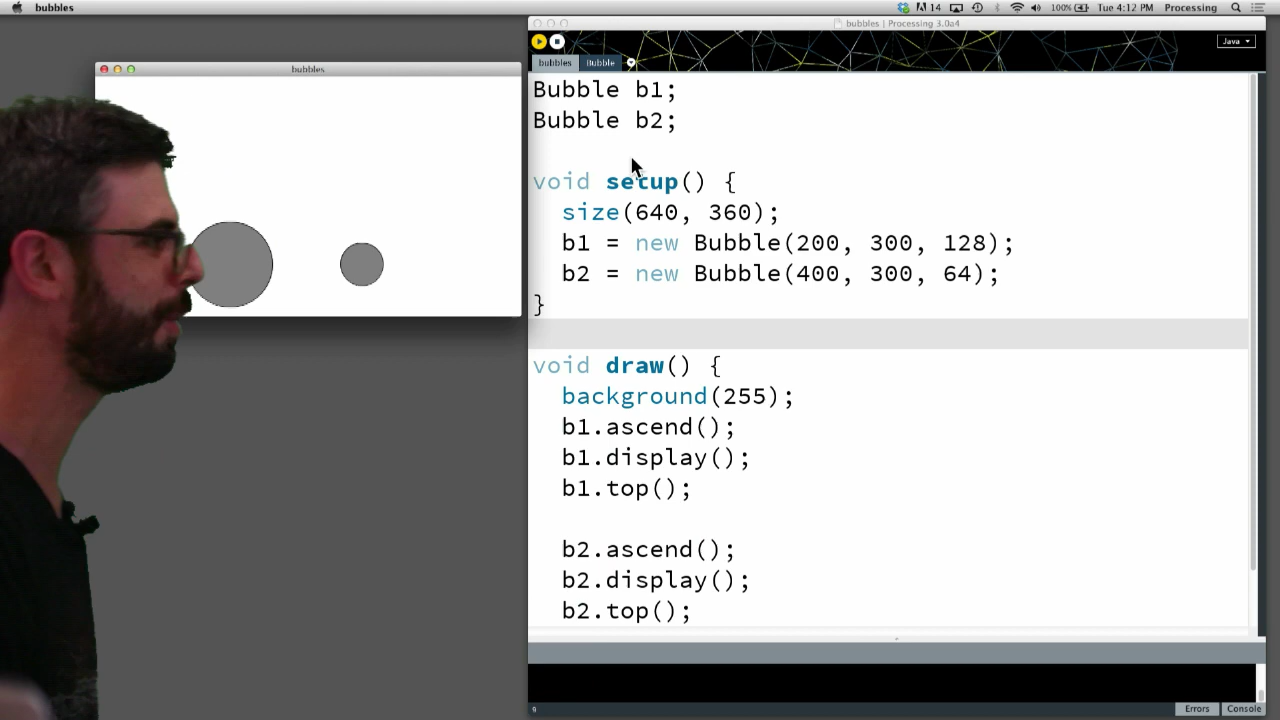 bubbles
14
100%
Tue 4:12 PM
Processing
bubbles | Processing 3.0a4
Java
bubbles
Bubble
bubbles
Bubble b1;
Bubble b2;
void setup() {
size(640, 360);
b1 = new Bubble(200, 300, 128);
b2 = new Bubble(400, 300, 64);
}
void draw() {
background(255);
b1.ascend();
b1.display();
b1.top();
b2.ascend();
b2.display();
b2.top();
9
Errors
Console